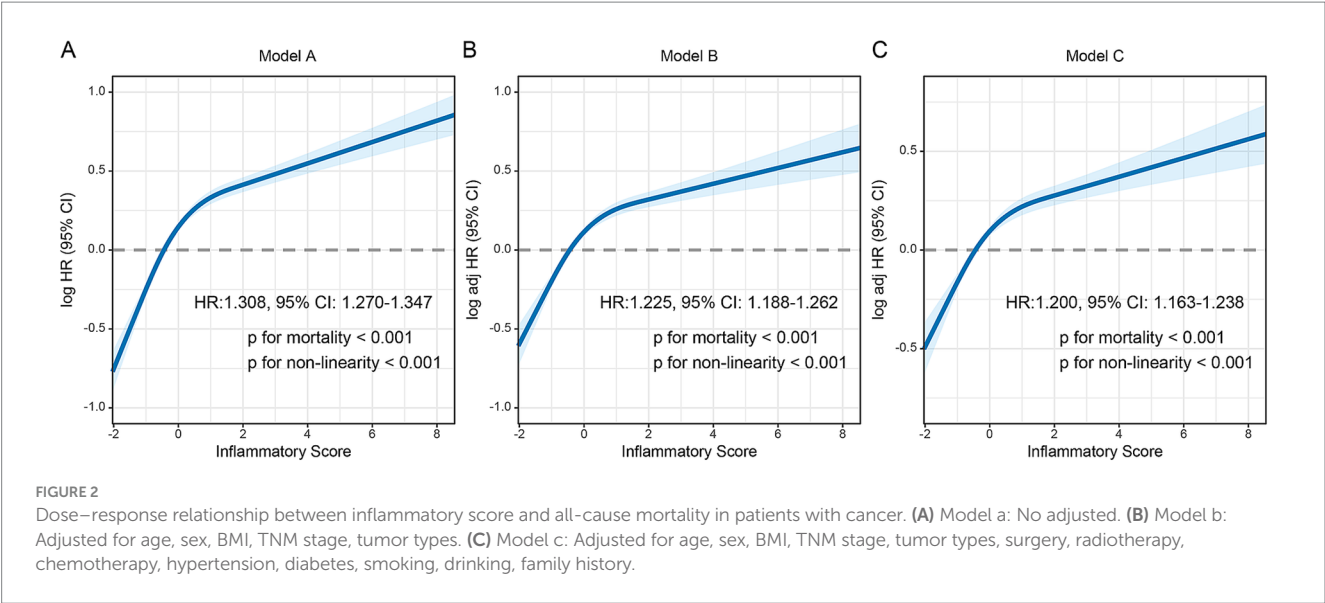 A
Model A
1.0
0.5
0.0
-0.5
-1.0
log HR (95% CI)
HR:1.308, 95% CI: 1.270-1.347
p for mortality < 0.001
p for non-linearity < 0.001
-2 0 2 4 6 8
Inflammatory Score
B
Model B
1.0
0.5
0.0
-0.5
-1.0
log adj HR (95% CI)
HR:1.225, 95% CI: 1.188-1.262
p for mortality < 0.001
p for non-linearity < 0.001
-2 0 2 4 6 8
Inflammatory Score
C
Model C
0.5
0.0
-0.5
log adj HR (95% CI)
HR:1.200, 95% CI: 1.163-1.238
p for mortality < 0.001
p for non-linearity < 0.001
-2 0 2 4 6 8
Inflammatory Score
FIGURE 2
Dose–response relationship between inflammatory score and all-cause mortality in patients with cancer. (A) Model a: No adjusted. (B) Model b:
Adjusted for age, sex, BMI, TNM stage, tumor types. (C) Model c: Adjusted for age, sex, BMI, TNM stage, tumor types, surgery, radiotherapy,
chemotherapy, hypertension, diabetes, smoking, drinking, family history.